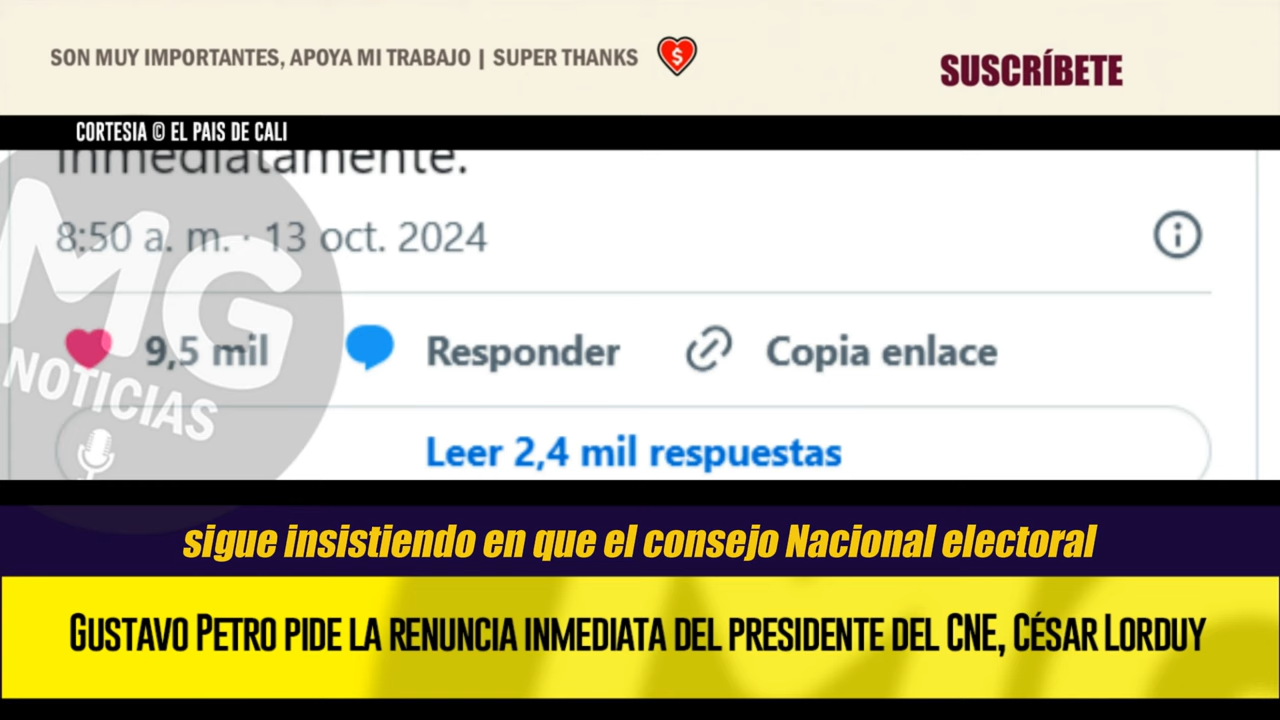 SON MUY IMPORTANTES, APOYA MI TRABAJO | SUPER THANKS
SUSCRÍBETE
CORTESIA © EL PAIS DE CALI
inmediatamente.
8:50 a. m. · 13 oct. 2024
9,5 mil Responder Copia enlace
MG
NOTICIAS
Leer 2,4 mil respuestas
sigue insistiendo en que el consejo Nacional electoral
GUSTAVO PETRO PIDE LA RENUNCIA INMEDIATA DEL PRESIDENTE DEL CNE, CÉSAR LORDUY